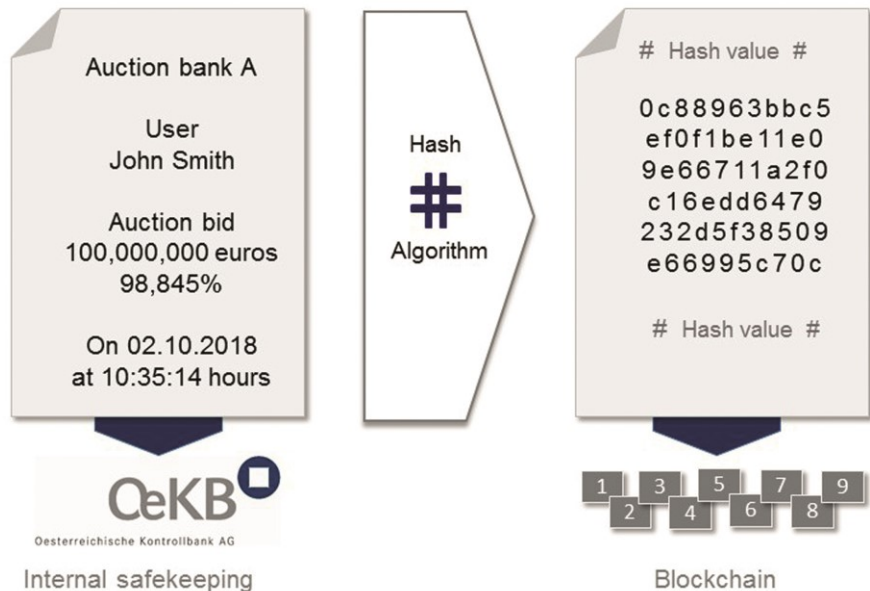 Auction bank A
User
John Smith
Auction bid
100,000,000 euros
98,845%
On 02.10.2018
at 10:35:14 hours
OeKB
Oesterreichische Kontrollbank AG
Internal safekeeping
Hash
#
Algorithm
# Hash value #
0c88963bbc5
ef0f1be11e0
9e66711a2f0
c16edd6479
232d5f38509
e66995c70c
# Hash value #
1 2 3 4 5 6 7 8 9
Blockchain